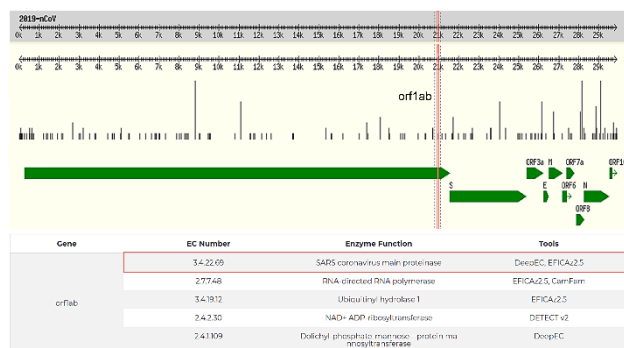 2019-nCoV
0k 1k 2k 3k 4k 5k 6k 7k 8k 9k 10k 11k 12k 13k 14k 15k 16k 17k 18k 19k 20k 21k 22k 23k 24k 25k 26k 27k 28k 29k
0k 1k 2k 3k 4k 5k 6k 7k 8k 9k 10k 11k 12k 13k 14k 15k 16k 17k 18k 19k 20k 21k 22k 23k 24k 25k 26k 27k 28k 29k
orf1ab
ORF3a M ORF7a ORF10
S E ORF6 N
ORF8
Gene EC Number Enzyme Function Tools
orf1ab
3.4.22.69 SARS coronavirus main proteinase DeepEC, EFICAz2.5
2.7.7.48 RNA-directed RNA polymerase EFICAz2.5, CamFam
3.4.19.12 Ubiquitinyl hydrolase 1 EFICAz2.5
2.4.2.30 NAD+ ADP-ribosyltransferase DETECT v2
2.4.1.109 Dolichyl-phosphate-mannose--protein ma DeepEC
nnosyltransferase